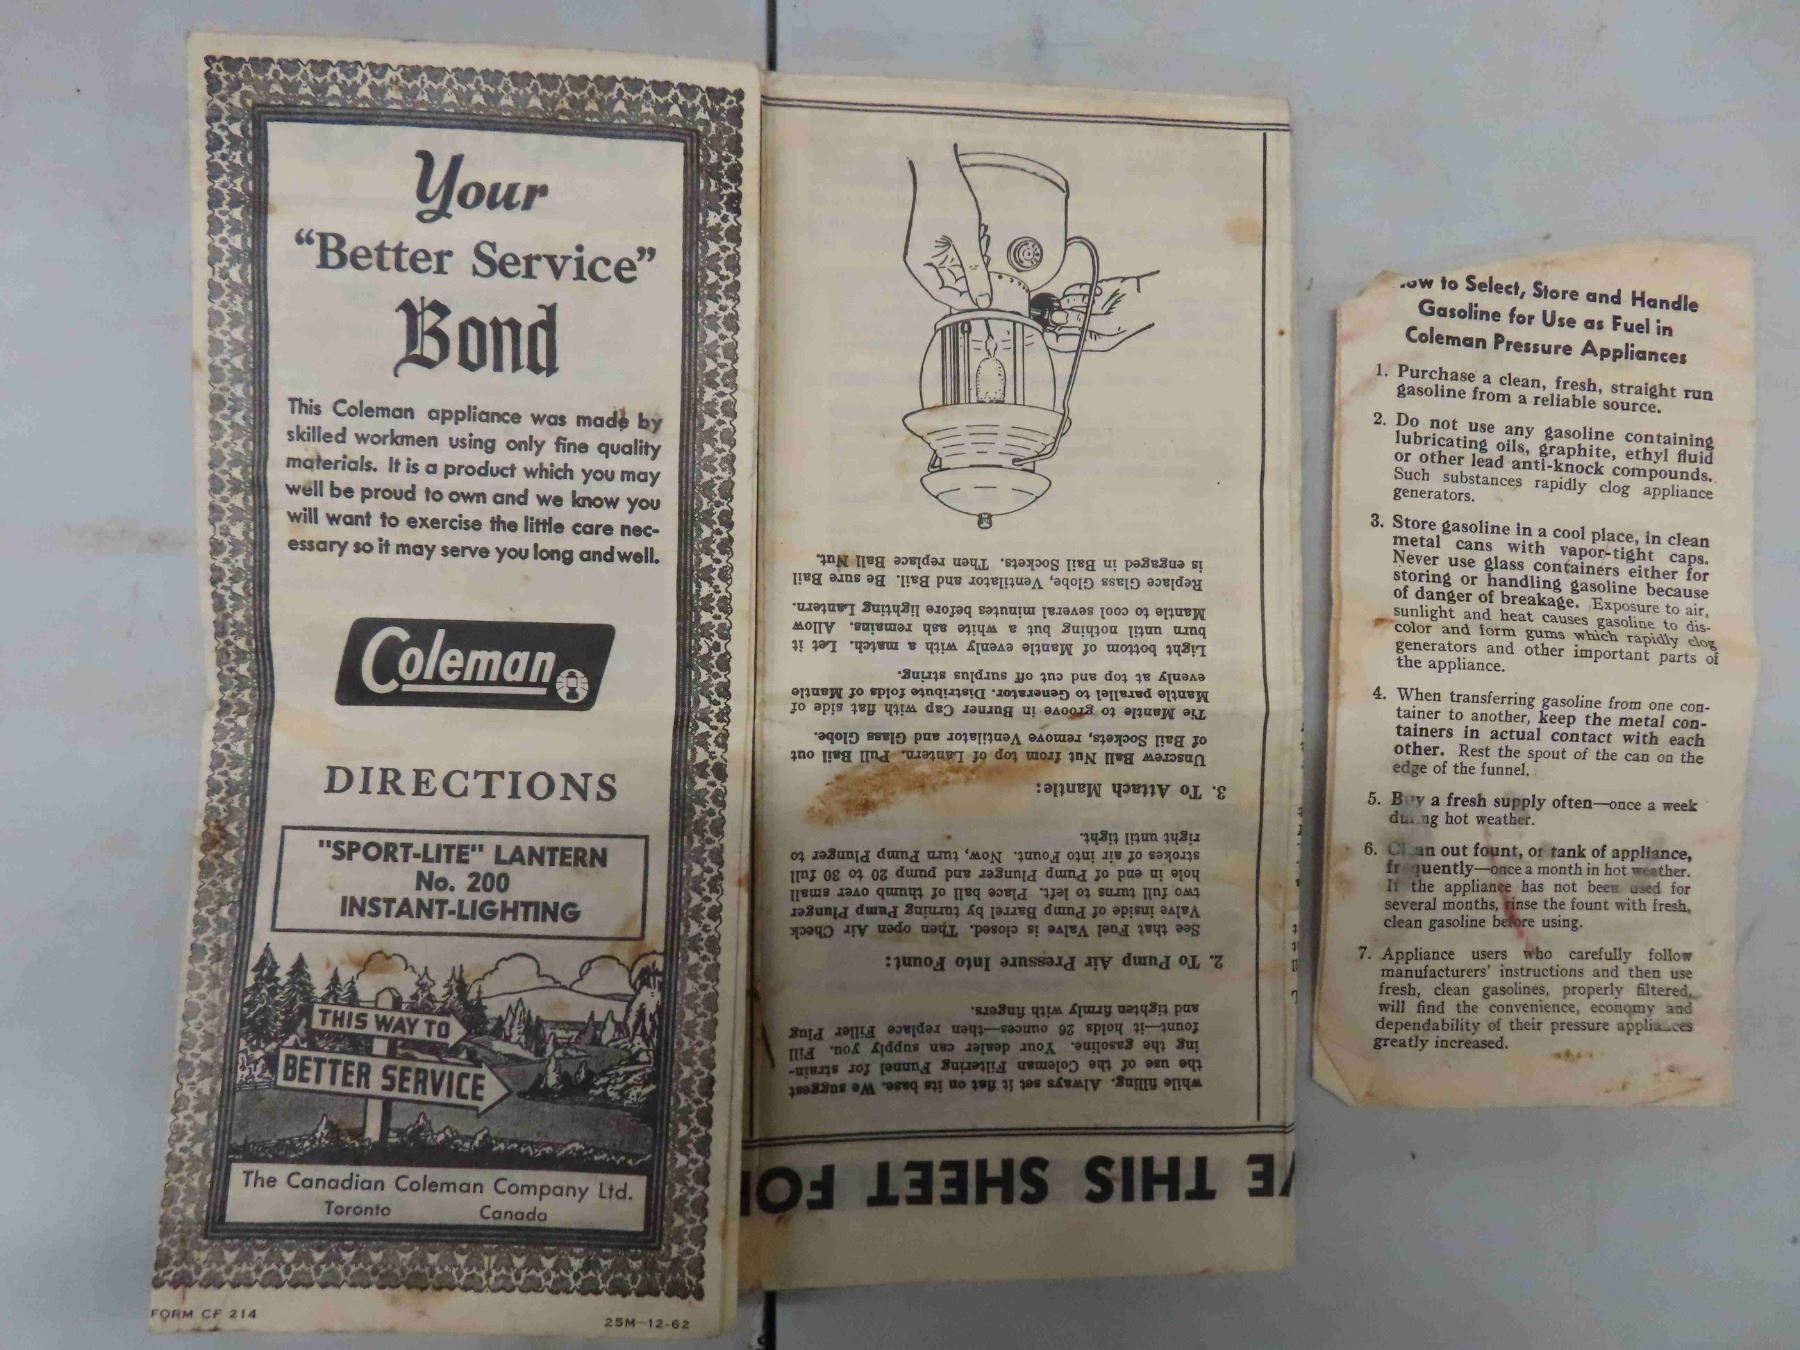 Your
"Better Service"
Bond
This Coleman appliance was made by
skilled workmen using only fine quality
materials. It is a product which you may
well be proud to own and we know you
will want to exercise the little care nec-
essary so it may serve you long and well.
Coleman
DIRECTIONS
"SPORT-LITE" LANTERN
No. 200
INSTANT-LIGHTING
THIS WAY TO
BETTER SERVICE
The Canadian Coleman Company Ltd.
Toronto Canada
FORM CF 214
25M-12-62
VE THIS SHEET FO
while filling. Always set it flat on its base. We suggest
the use of the Coleman Filtering Funnel for strain-
ing the gasoline. Your dealer can supply you. Fill
fount—it holds 26 ounces—then replace Filler Plug
and tighten firmly with fingers.
2. To Pump Air Pressure Into Fount:
See that Fuel Valve is closed. Then open Air Check
Valve inside of Pump Barrel by turning Pump Plunger
two full turns to left. Place ball of thumb over small
hole in end of Pump Plunger and pump 20 to 30 full
strokes of air into Fount. Now, turn Pump Plunger to
right until tight.
3. To Attach Mantle:
Unscrew Ball Nut from top of Lantern. Pull Bail out
of Bail Sockets, remove Ventilator and Glass Globe.
Tie Mantle to groove in Burner Cap with flat side of
Mantle parallel to Generator. Distribute folds of Mantle
evenly at top and cut off surplus string.
Light bottom of Mantle evenly with a match. Let it
burn until nothing but a white ash remains. Allow
Mantle to cool several minutes before lighting Lantern.
Replace Glass Globe, Ventilator and Bail. Be sure Bail
is engaged in Bail Sockets. Then replace Ball Nut.
ow to Select, Store and Handle
Gasoline for Use as Fuel in
Coleman Pressure Appliances
1. Purchase a clean, fresh, straight run
gasoline from a reliable source.
2. Do not use any gasoline containing
lubricating oils, graphite, ethyl fluid
or other lead anti-knock compounds.
Such substances rapidly clog appliance
generators.
3. Store gasoline in a cool place, in clean
metal cans with vapor-tight caps.
Never use glass containers either for
storing or handling gasoline because
of danger of breakage. Exposure to air,
sunlight and heat causes gasoline to dis-
color and form gums which rapidly clog
generators and other important parts of
the appliance.
4. When transferring gasoline from one con-
tainer to another, keep the metal con-
tainers in actual contact with each
other. Rest the spout of the can on the
edge of the funnel.
5. Buy a fresh supply often—once a week
during hot weather.
6. Clean out fount, or tank of appliance,
frequently—once a month in hot weather.
If the appliance has not been used for
several months, rinse the fount with fresh,
clean gasoline before using.
7. Appliance users who carefully follow
manufacturers' instructions and then use
fresh, clean gasolines, properly filtered,
will find the convenience, economy and
dependability of their pressure appliances
greatly increased.